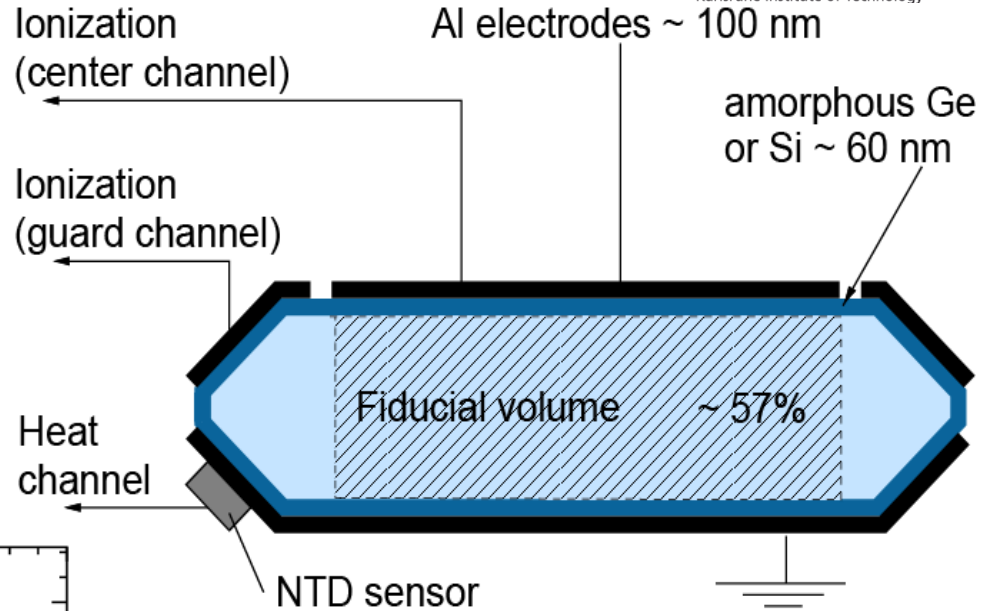 Ionization
(center channel)
Al electrodes ~ 100 nm
amorphous Ge
or Si ~ 60 nm
Ionization
(guard channel)
Fiducial volume ~ 57%
Heat
channel
NTD sensor